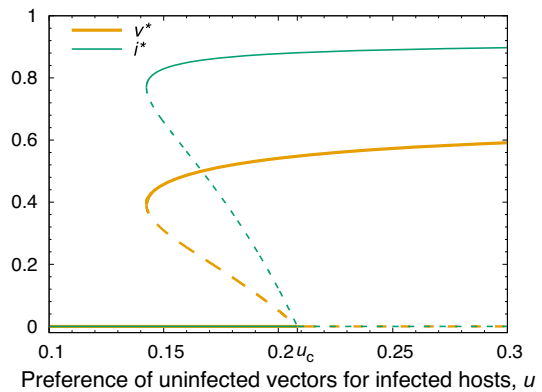 1
v*
i*
0.8
0.6
0.4
0.2
0
0.1 0.15 0.2 u_c 0.25 0.3
Preference of uninfected vectors for infected hosts, u